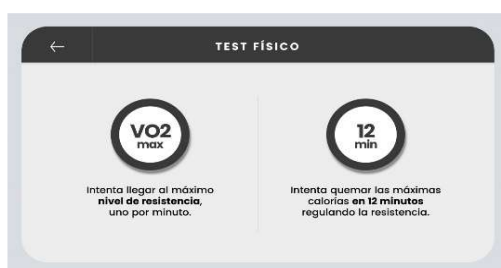 TEST FÍSICO
VO2
max
Intenta llegar al máximo
nivel de resistencia,
uno por minuto.
12
min
Intenta quemar las máximas
calorías en 12 minutos
regulando la resistencia.